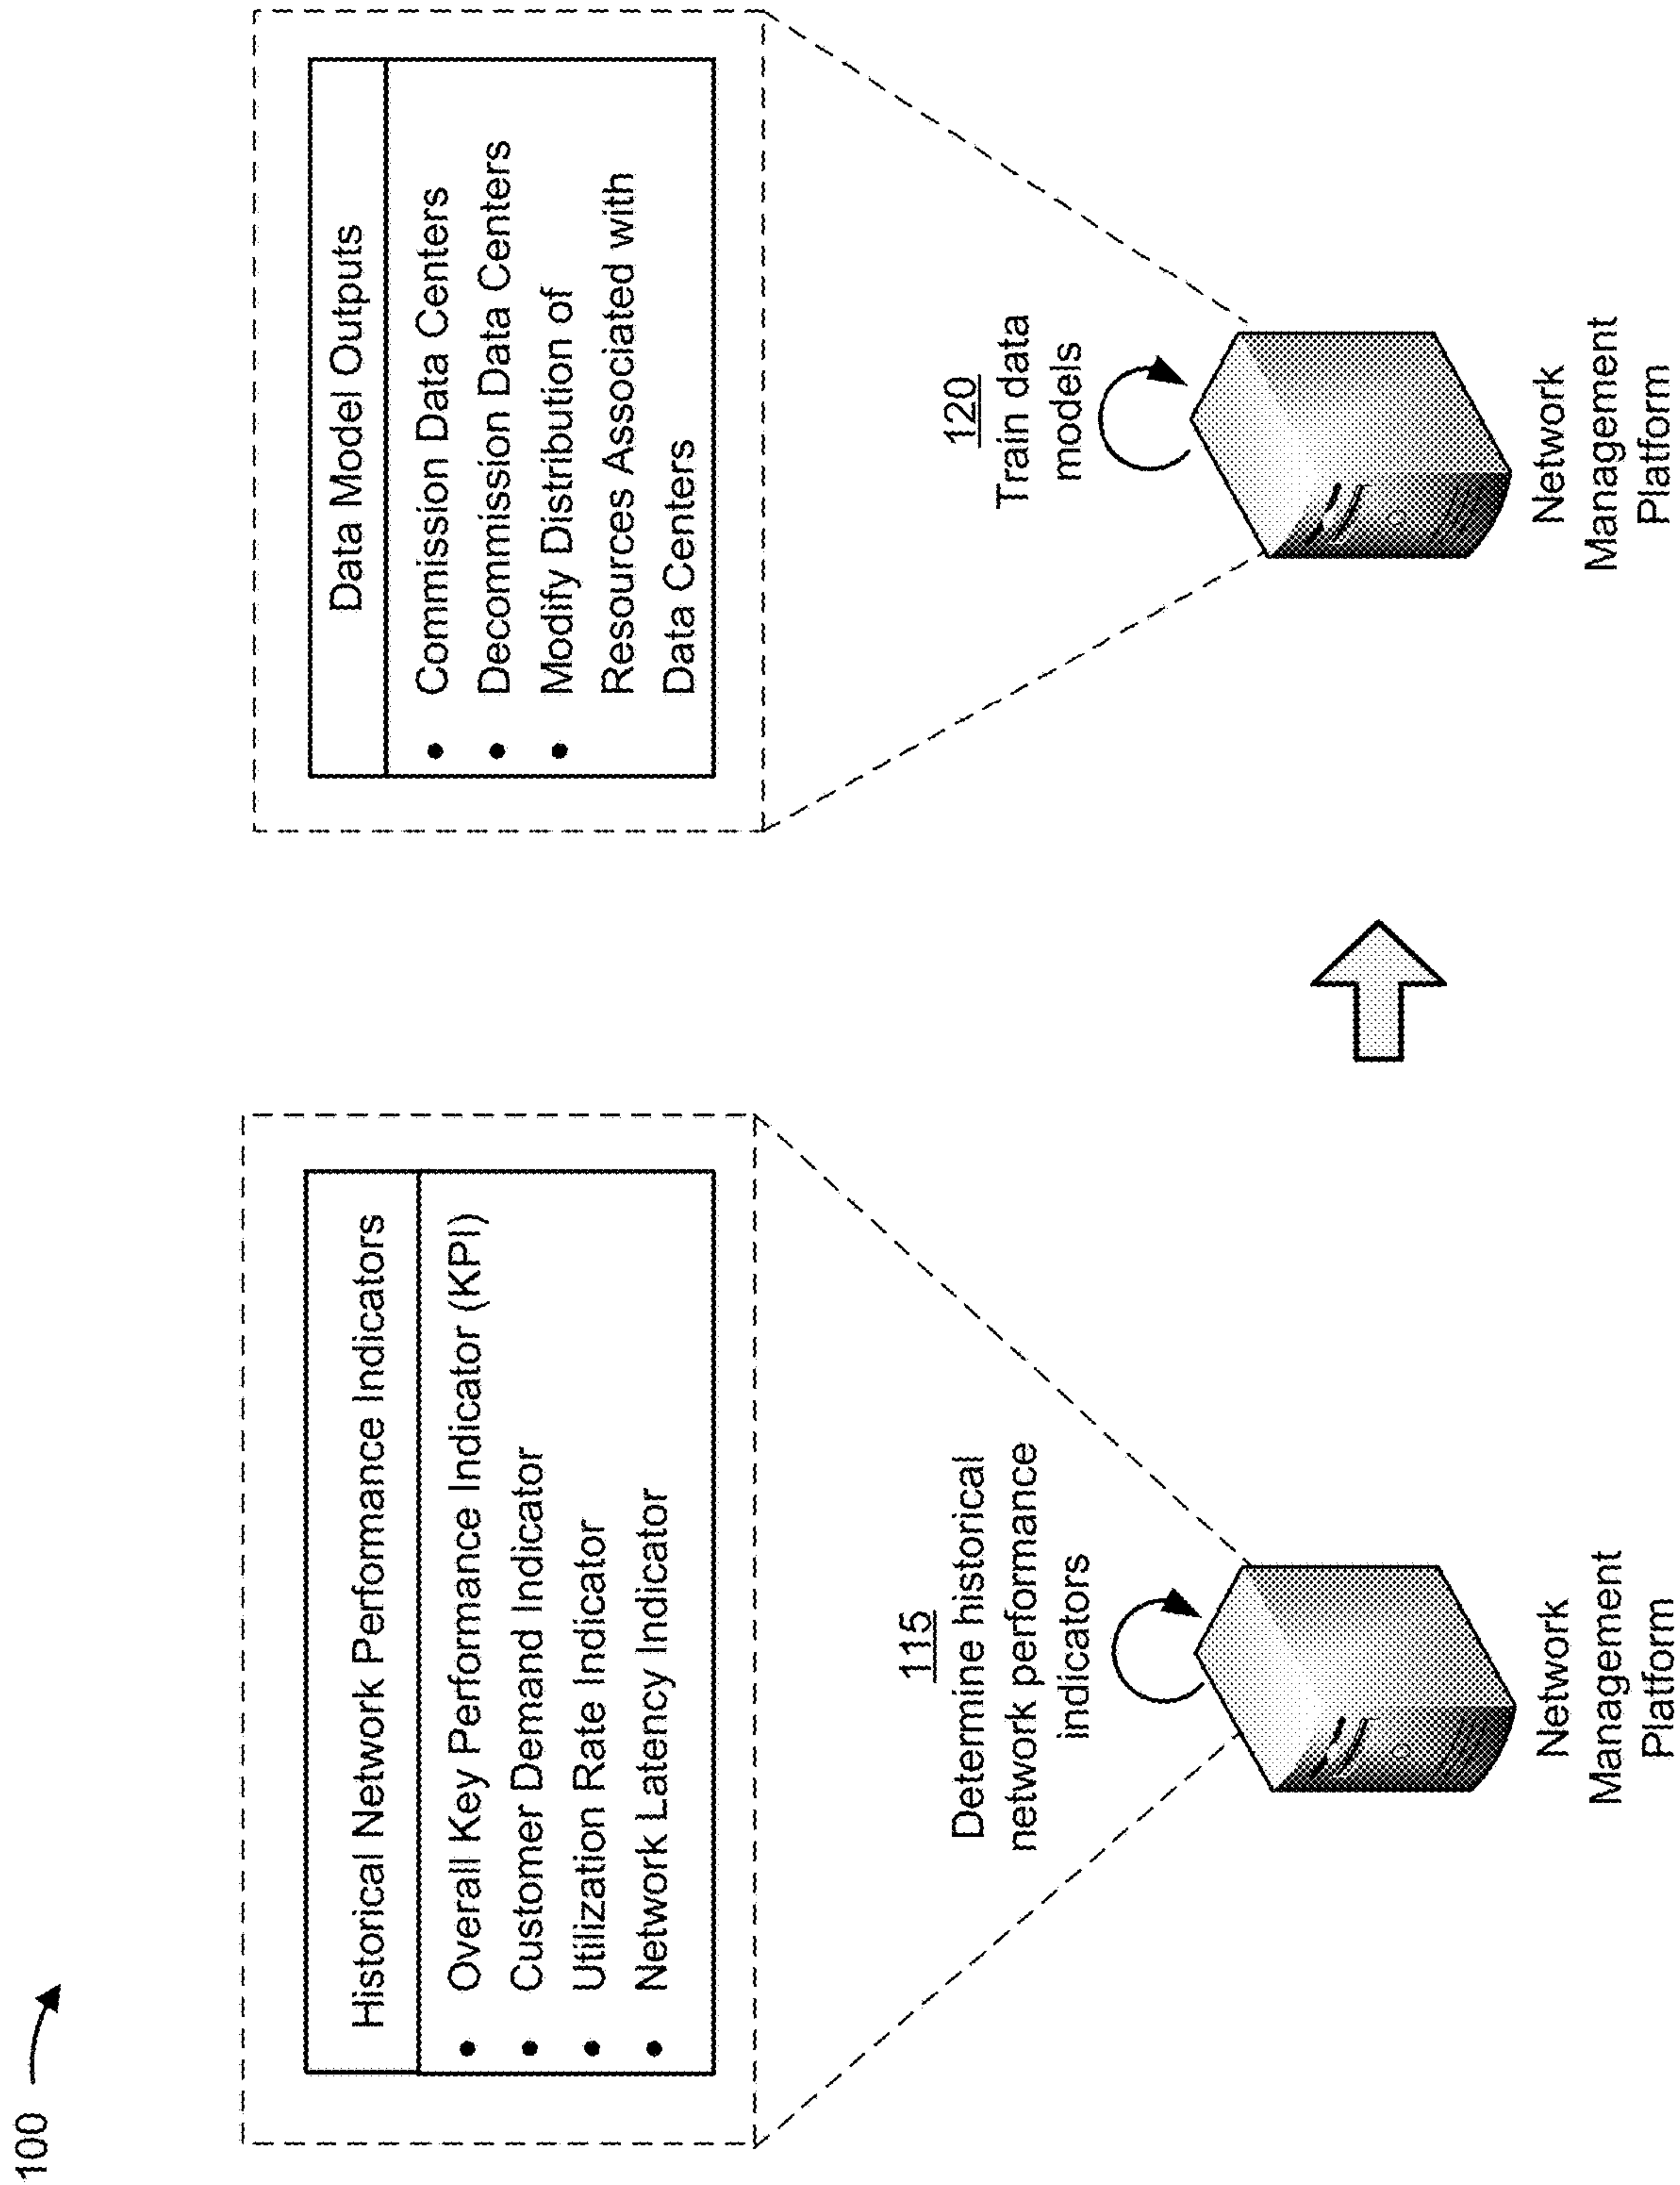 100
Historical Network Perfomance Indicators
• Overall Key Performance Indicator (KPI)
• Customer Demand Indicator
• Utilization Rate Indicator
• Network Latency Indicator
115
Determine historical
network performance
indicators
Network
Management
Platform
Data Model Outputs
• Commission Data Centers
• Decommission Data Centers
• Modify Distribution of
Resources Associated with
Data Centers
120
Train data
models
Network
Management
Platform